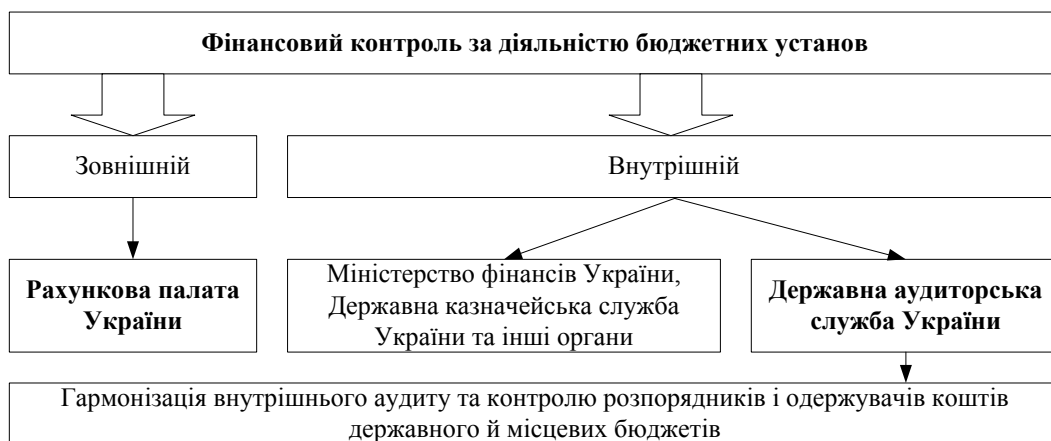 Фінансовий контроль за діяльністю бюджетних установ
Зовнішній
Внутрішній
Рахункова палата
України
Міністерство фінансів України,
Державна казначейська служба
України та інші органи
Державна аудиторська
служба України
Гармонізація внутрішнього аудиту та контролю розпорядників і одержувачів коштів
державного й місцевих бюджетів